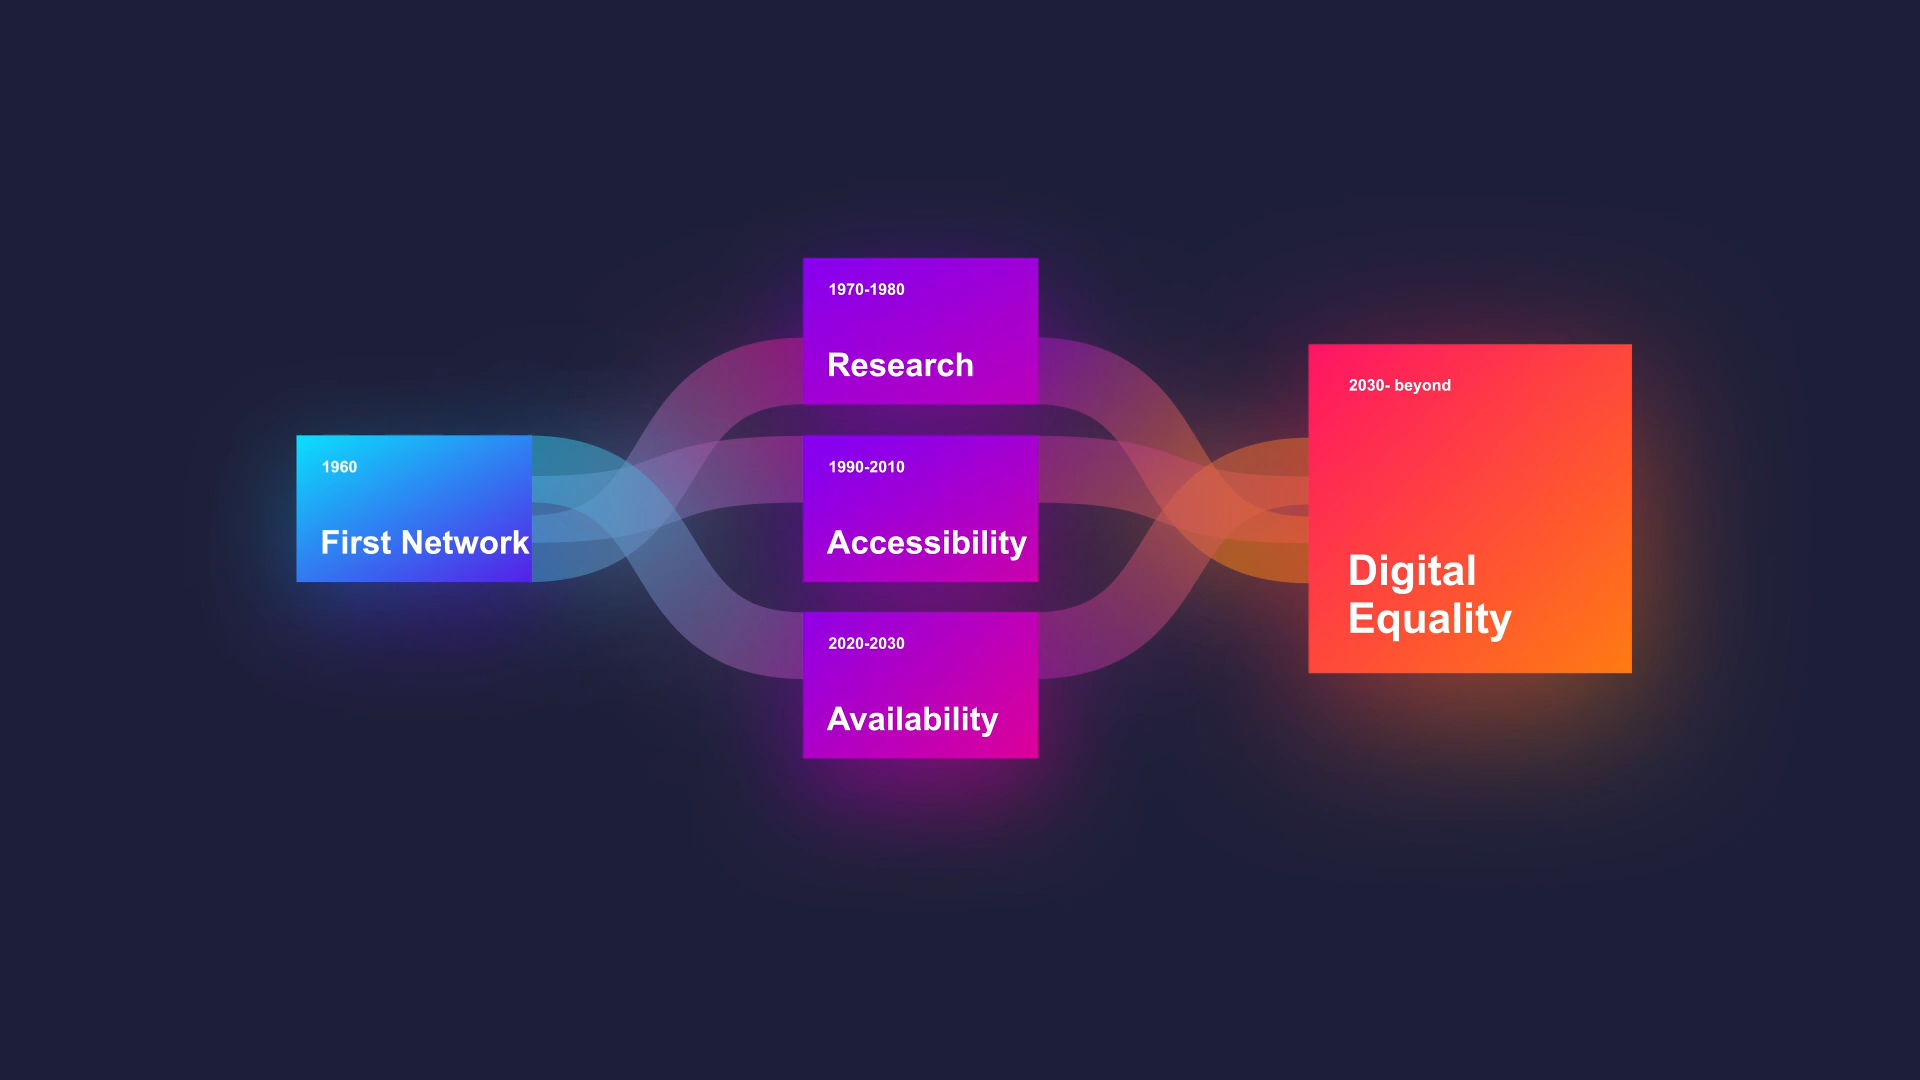 1960
First Network
1970-1980
Research
1990-2010
Accessibility
2020-2030
Availability
2030- beyond
Digital
Equality